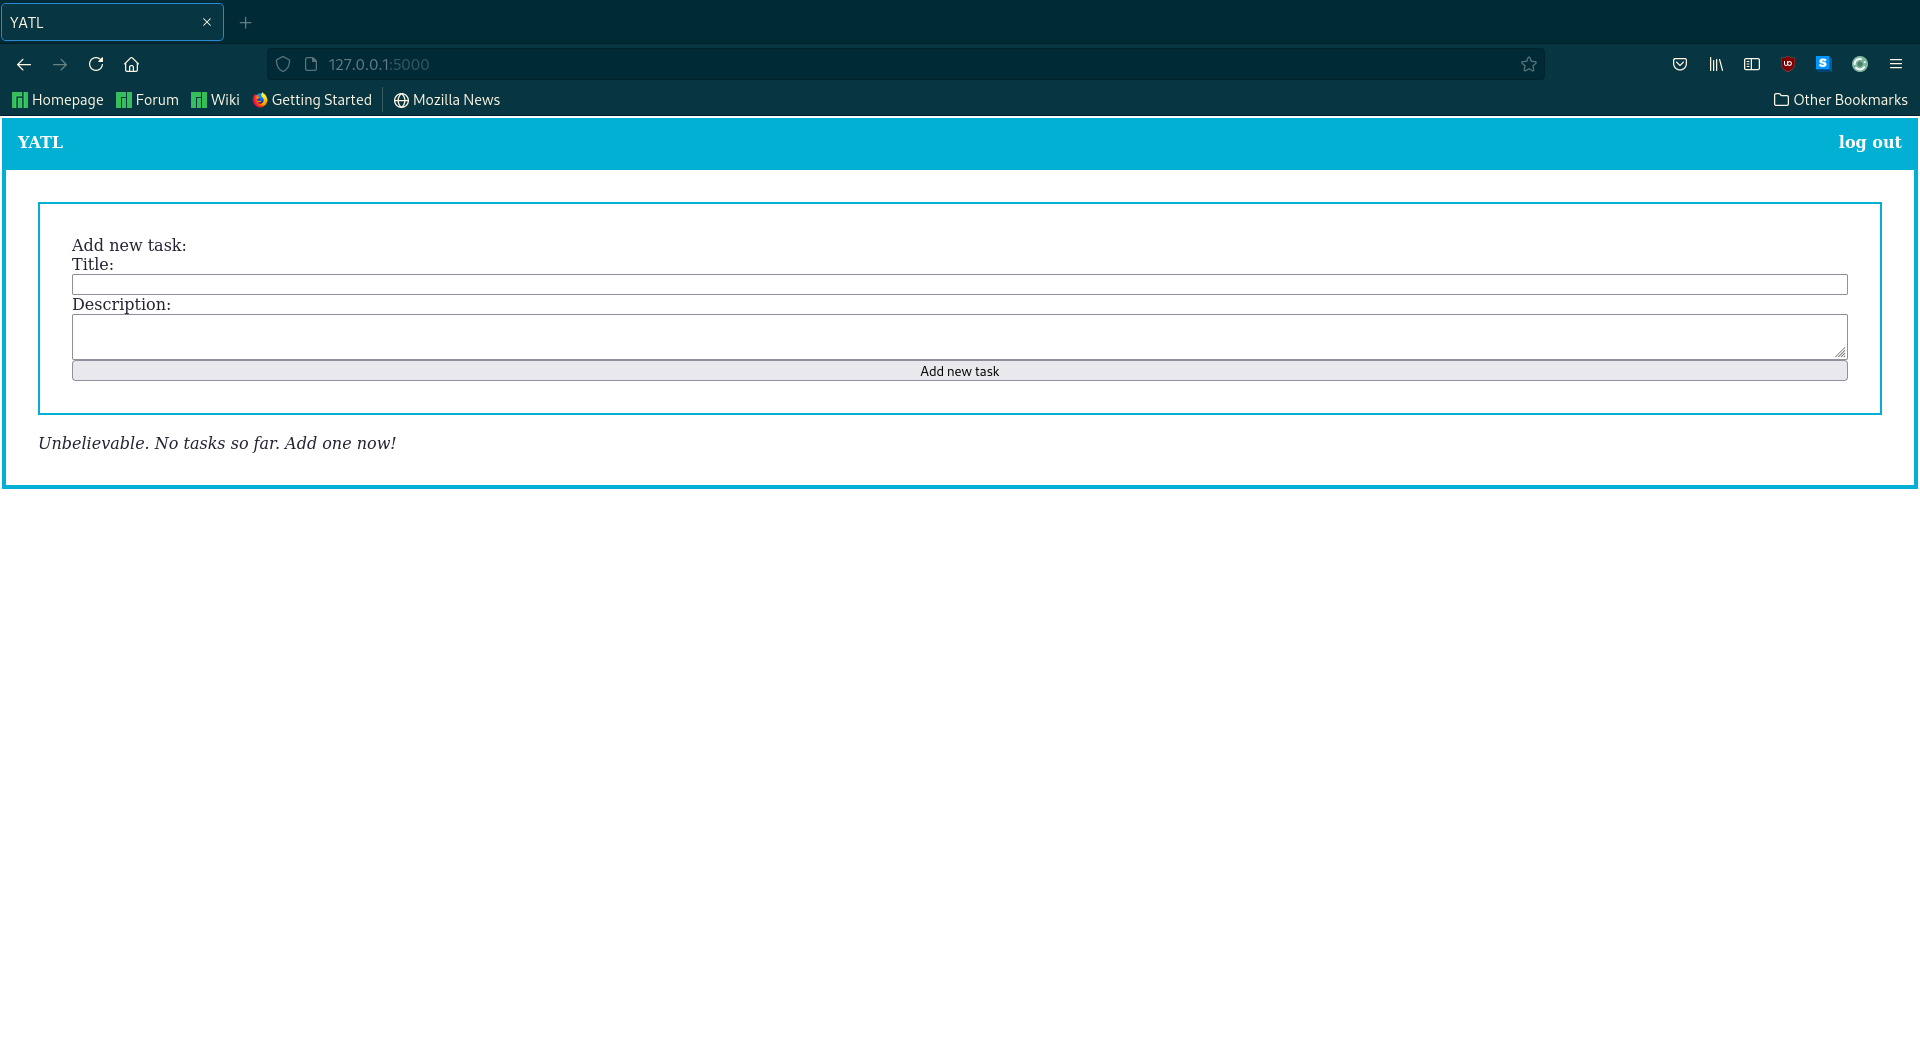 YATL
127.0.0.1:5000
Homepage Forum Wiki Getting Started Mozilla News Other Bookmarks
YATL log out
Add new task:
Title:
Description:
Add new task
Unbelievable. No tasks so far. Add one now!